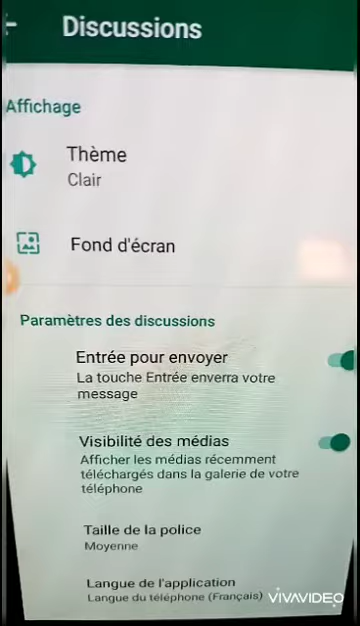 Discussions
Affichage
Thème
Clair
Fond d'écran
Paramètres des discussions
Entrée pour envoyer
La touche Entrée enverra votre
message
Visibilité des médias
Afficher les médias récemment
téléchargés dans la galerie de votre
téléphone
Taille de la police
Moyenne
Langue de l'application
Langue du téléphone (Français)
VIVAVIDEO